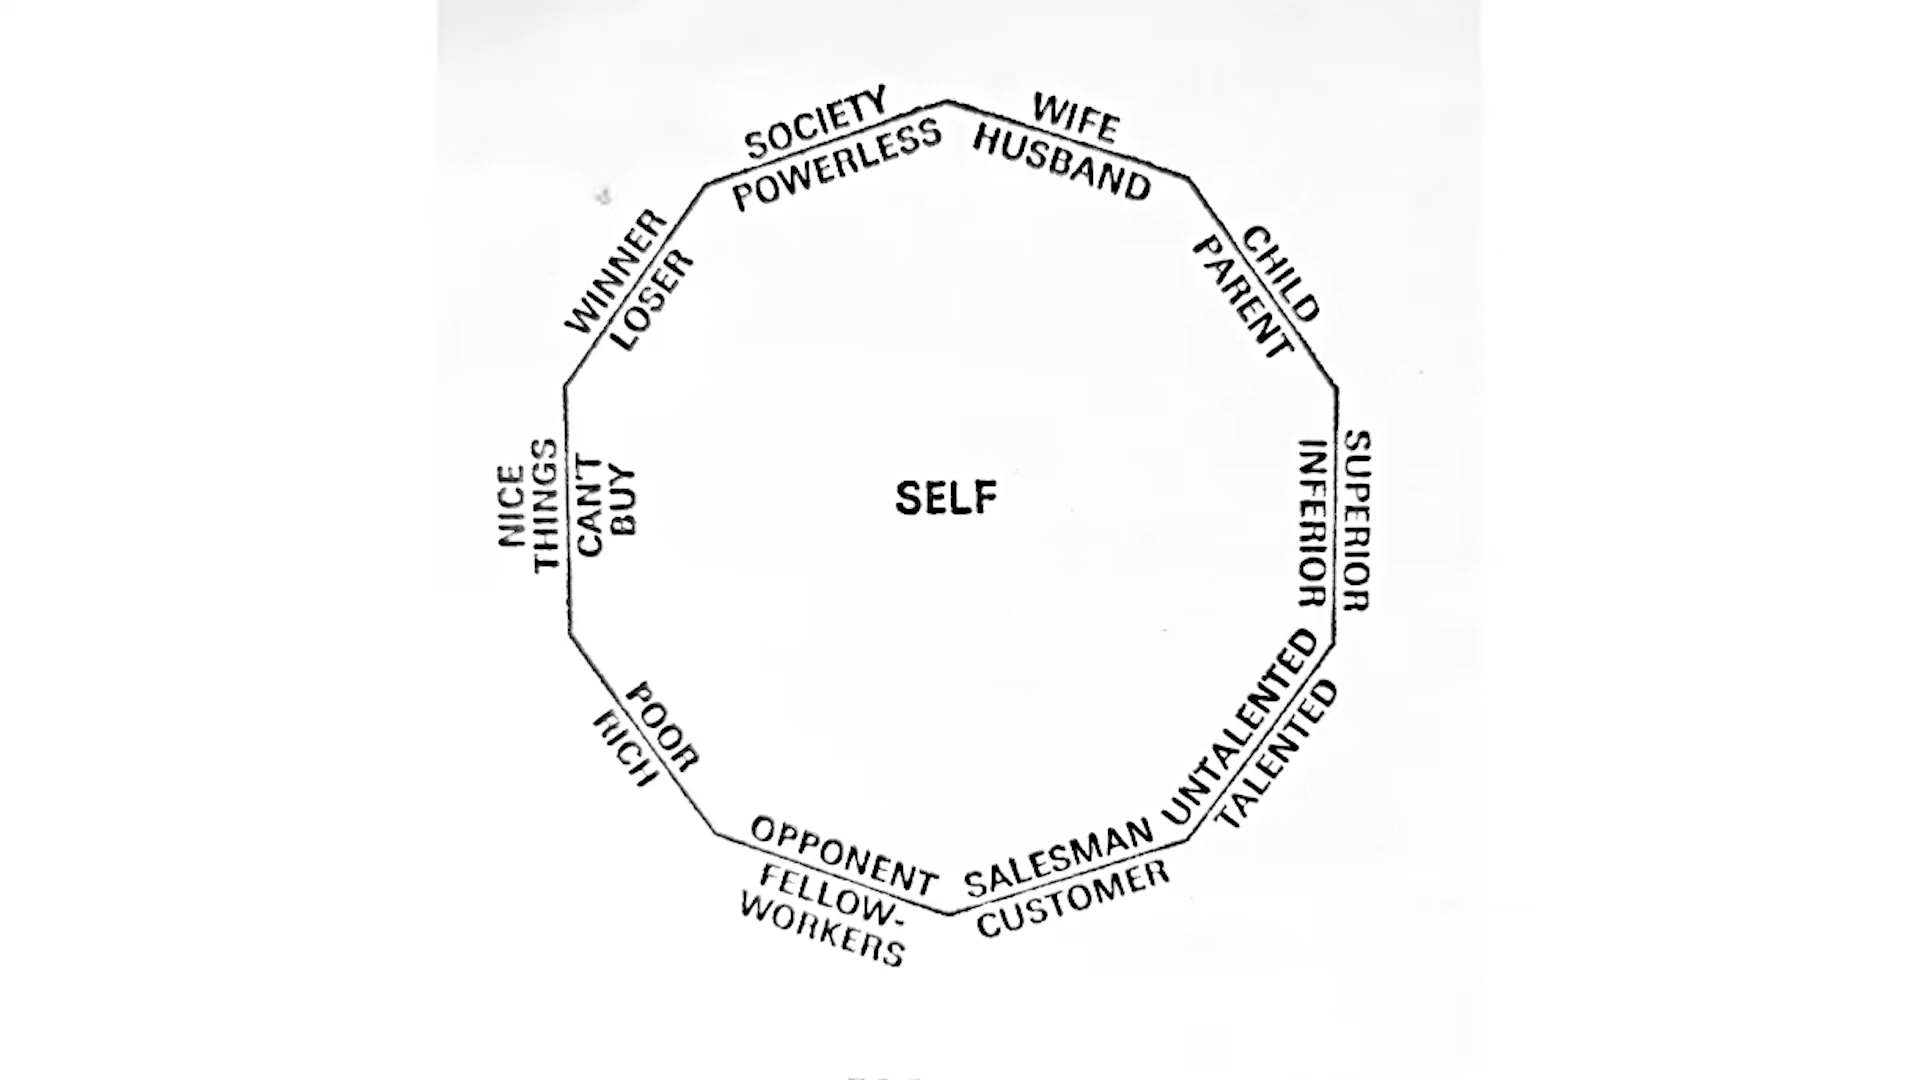 SOCIETY
POWERLESS
WIFE
HUSBAND
CHILD
PARENT
SUPERIOR
INFERIOR
UNTALENTED
TALENTED
SALESMAN
CUSTOMER
OPPONENT
FELLOW-
WORKERS
POOR
RICH
NICE
THINGS
CAN'T
BUY
WINNER
LOSER
SELF